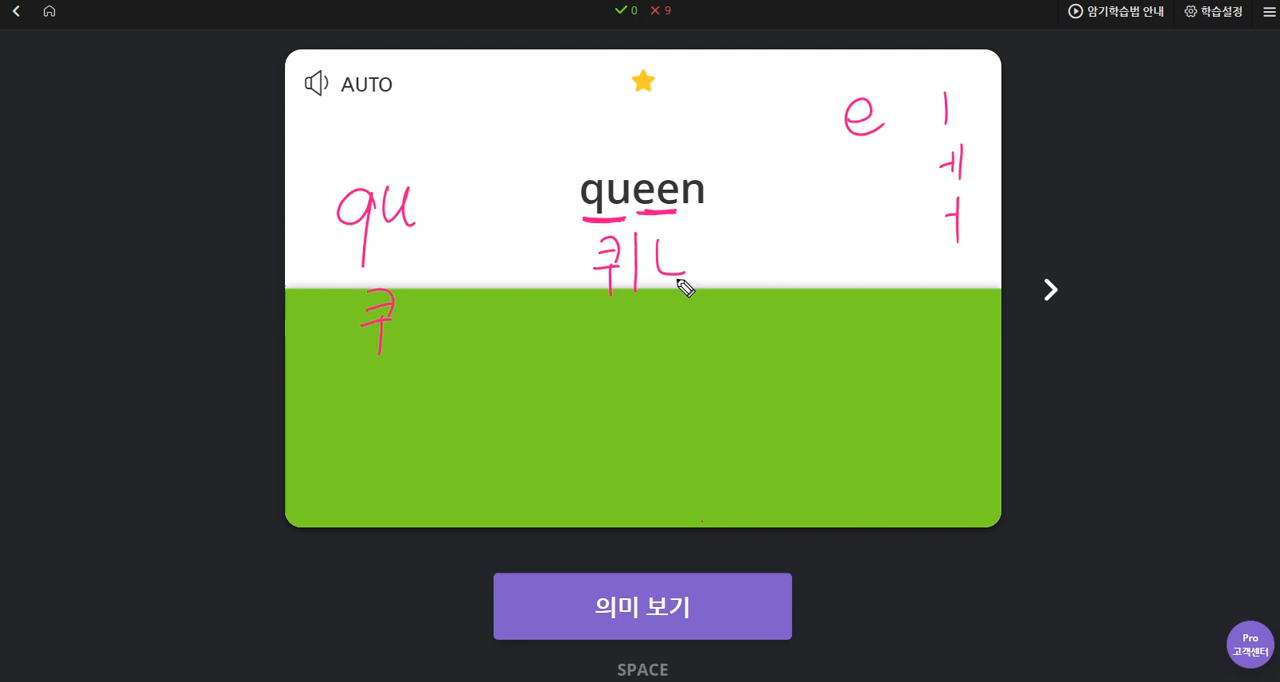 0 9 암기학습법 안내 학습설정
AUTO
e ㅣ
ㅔ
ㅓ
queen
qu
퀴ㄴ
쿠
의미 보기
SPACE
Pro
고객센터